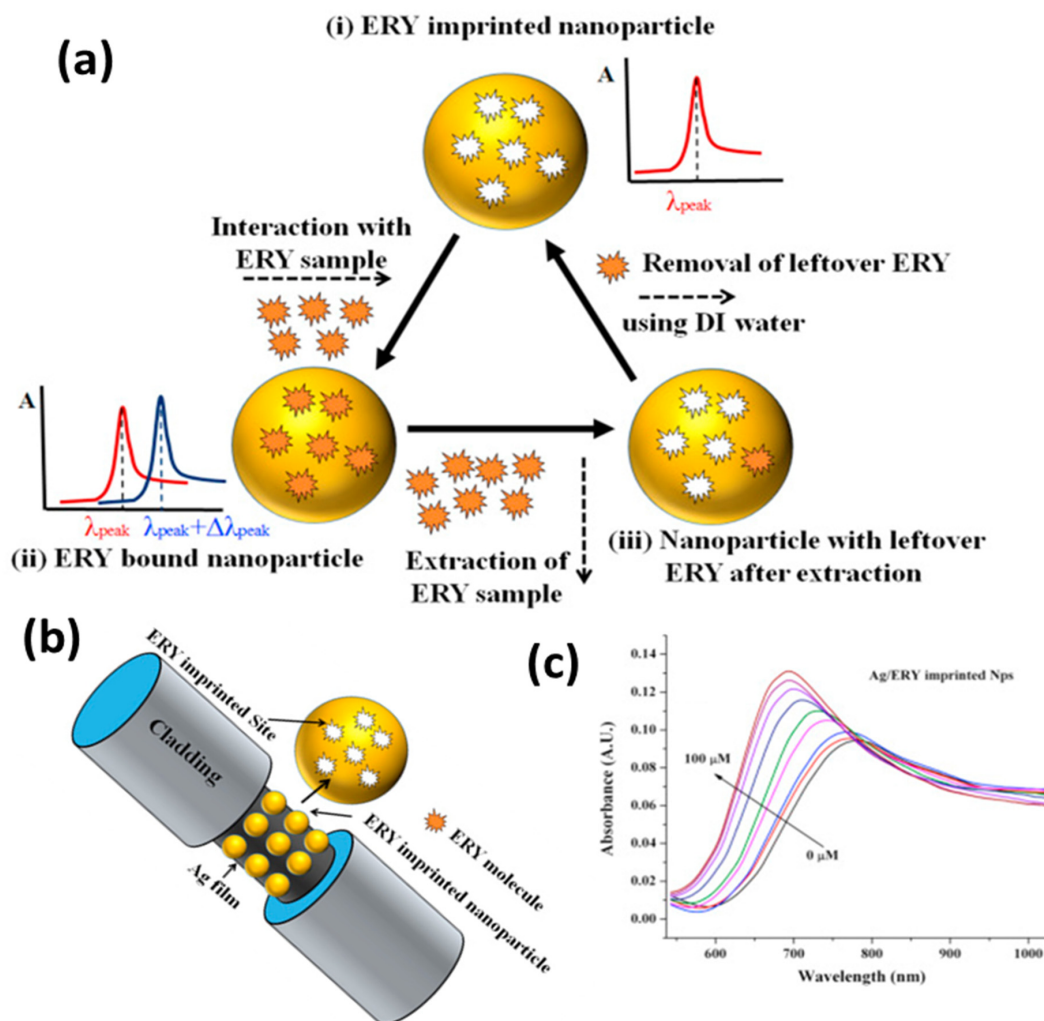 (a)
(i) ERY imprinted nanoparticle
A
λpeak
Interaction with
ERY sample
Removal of leftover ERY
using DI water
A
λpeak
λpeak+Δλpeak
(ii) ERY bound nanoparticle
Extraction of
ERY sample
(iii) Nanoparticle with leftover
ERY after extraction
(b)
ERY imprinted Site
Cladding
Ag film
ERY imprinted nanoparticle
ERY molecule
(c)
Ag/ERY imprinted Nps
100 μM
0 μM
Absorbance (A.U.)
0.14
0.12
0.10
0.08
0.06
0.04
0.02
0.00
600
700
800
900
1000
Wavelength (nm)